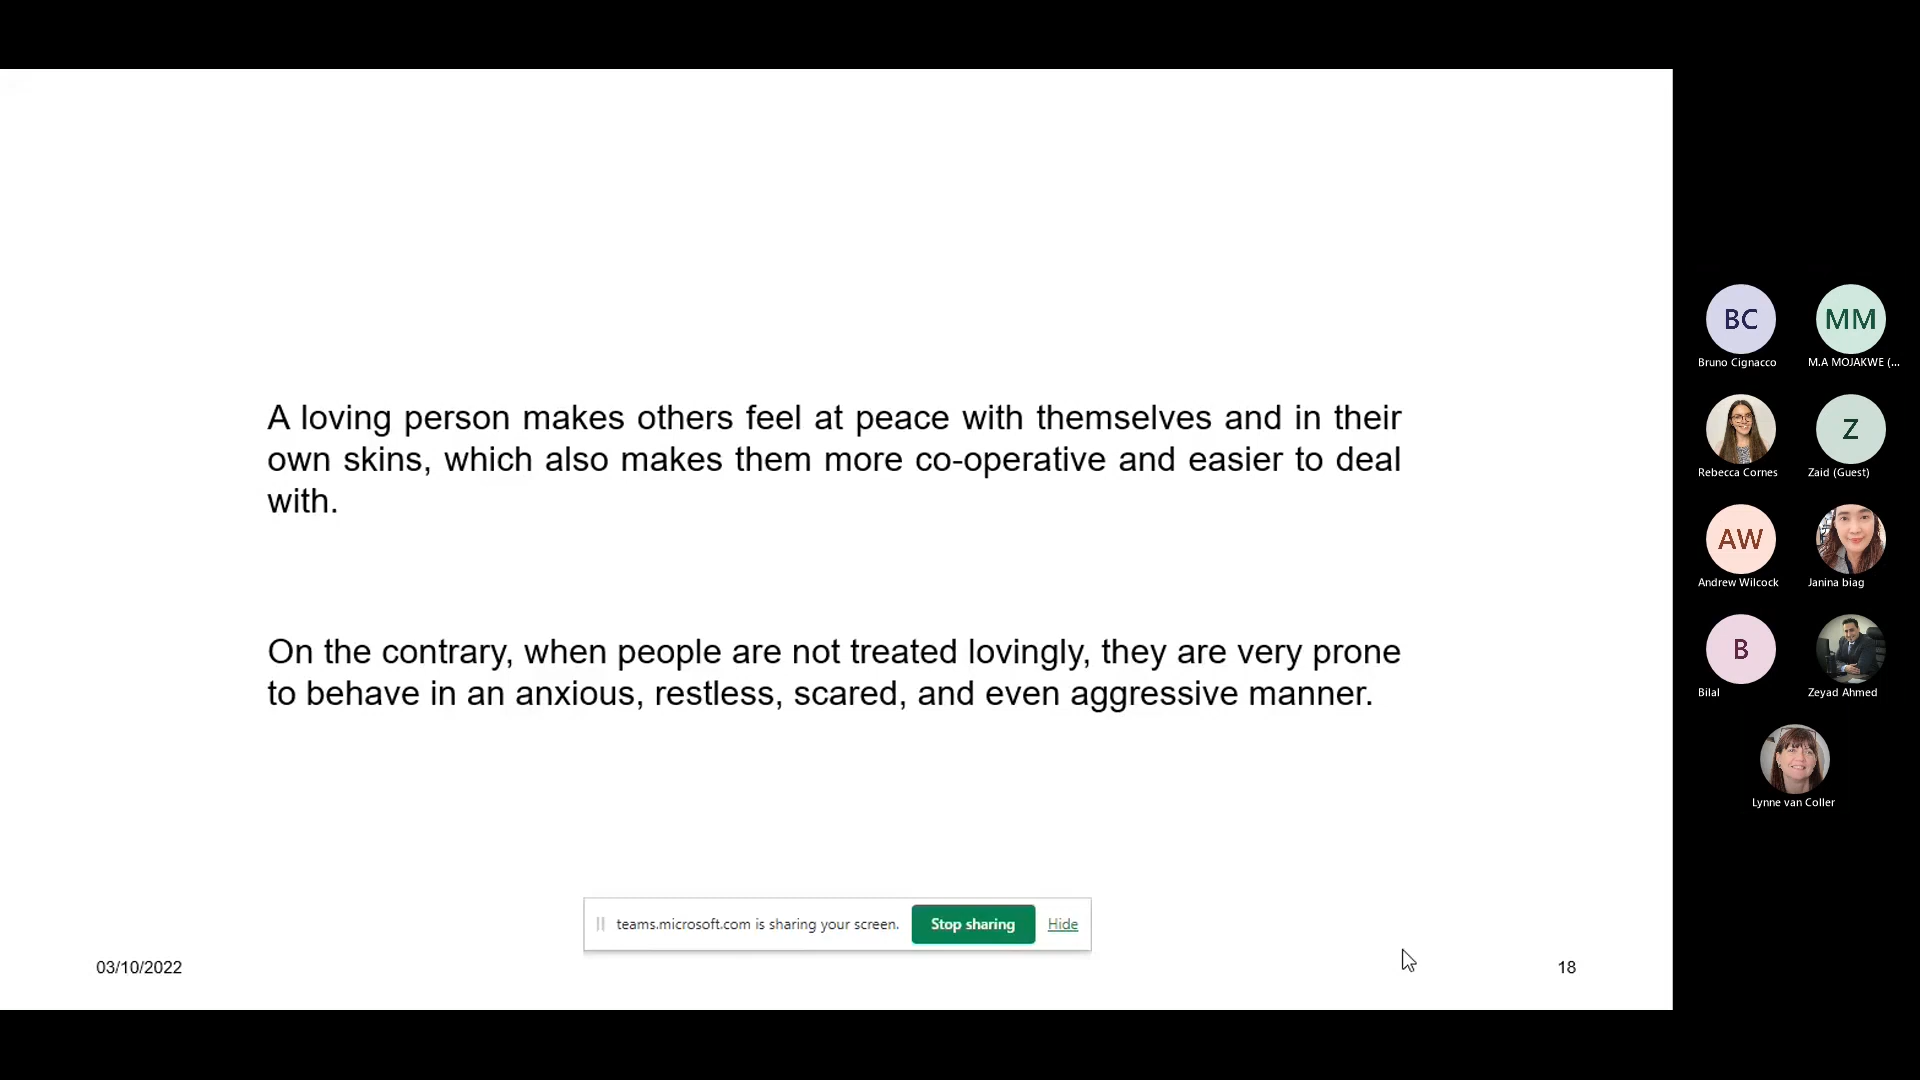 A loving person makes others feel at peace with themselves and in their
own skins, which also makes them more co-operative and easier to deal
with.
On the contrary, when people are not treated lovingly, they are very prone
to behave in an anxious, restless, scared, and even aggressive manner.
teams.microsoft.com is sharing your screen. Stop sharing Hide
03/10/2022
18
BC MM
Bruno Cignacco M.A MOJAKWE (...
Z
Rebecca Cornes Zaid (Guest)
AW
Andrew Wilcock Janina biag
B
Bilal Zeyad Ahmed
Lynne van Coller